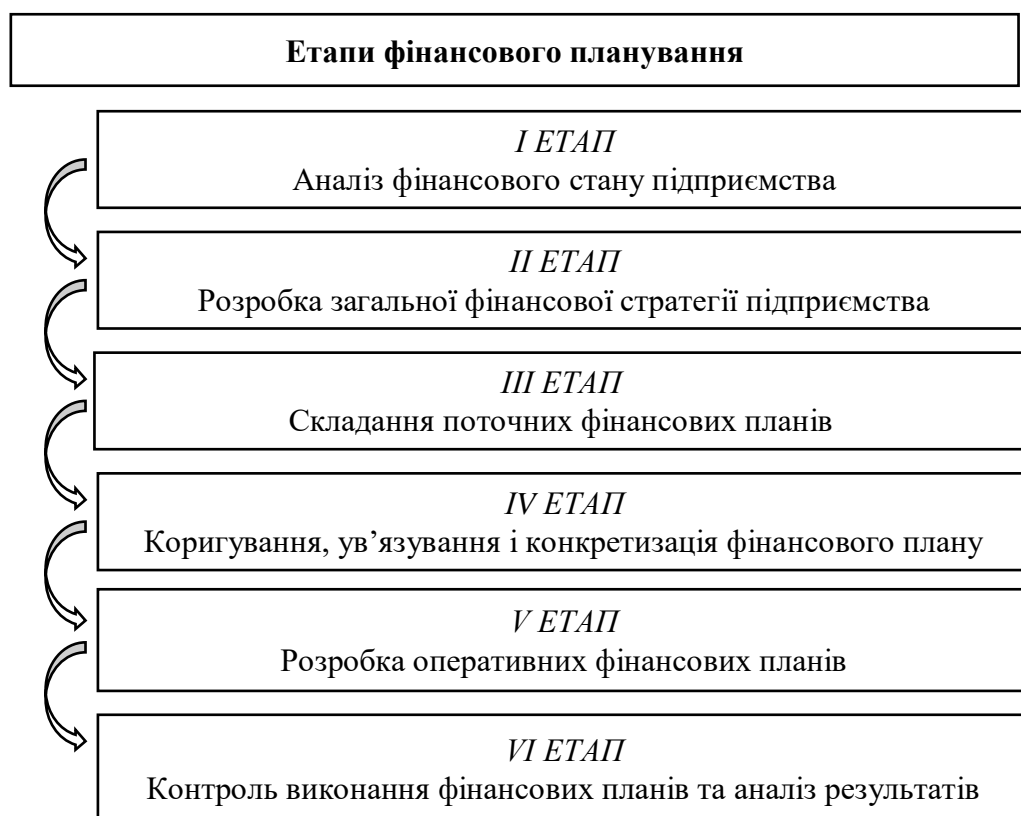 Етапи фінансового планування
І ЕТАП
Аналіз фінансового стану підприємства
ІІ ЕТАП
Розробка загальної фінансової стратегії підприємства
ІІІ ЕТАП
Складання поточних фінансових планів
IV ЕТАП
Коригування, ув’язування і конкретизація фінансового плану
V ЕТАП
Розробка оперативних фінансових планів
VI ЕТАП
Контроль виконання фінансових планів та аналіз результатів